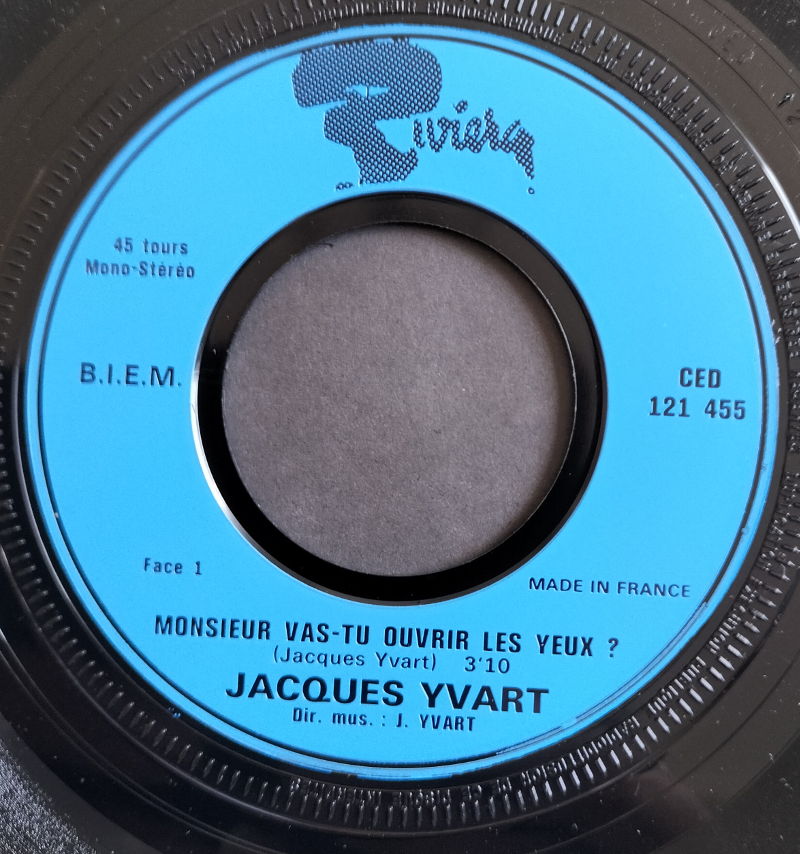 Riviera
45 tours
Mono-Stéréo
B.I.E.M.
CED
121 455
Face 1
MADE IN FRANCE
MONSIEUR VAS-TU OUVRIR LES YEUX ?
(Jacques Yvart) 3'10
JACQUES YVART
Dir. mus. : J. YVART